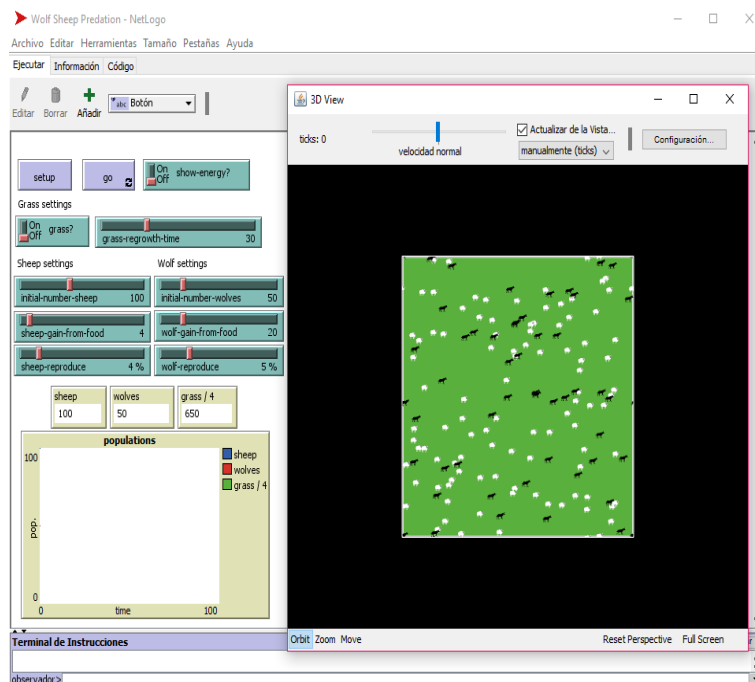 Wolf Sheep Predation - NetLogo
Archivo Editar Herramientas Tamaño Pestañas Ayuda
Ejecutar Información Código
Editar Borrar Añadir abc Botón
setup go On Off show-energy?
Grass settings
On Off grass? grass-regrowth-time 30
Sheep settings Wolf settings
initial-number-sheep 100 initial-number-wolves 50
sheep-gain-from-food 4 wolf-gain-from-food 20
sheep-reproduce 4 % wolf-reproduce 5 %
sheep wolves grass / 4
100 50 650
populations
100
pop.
0
0 time 100
sheep
wolves
grass / 4
Terminal de Instrucciones
observador>
3D View
ticks: 0 velocidad normal Actualizar de la Vista... Configuración...
manualmente (ticks)
Orbit Zoom Move Reset Perspective Full Screen